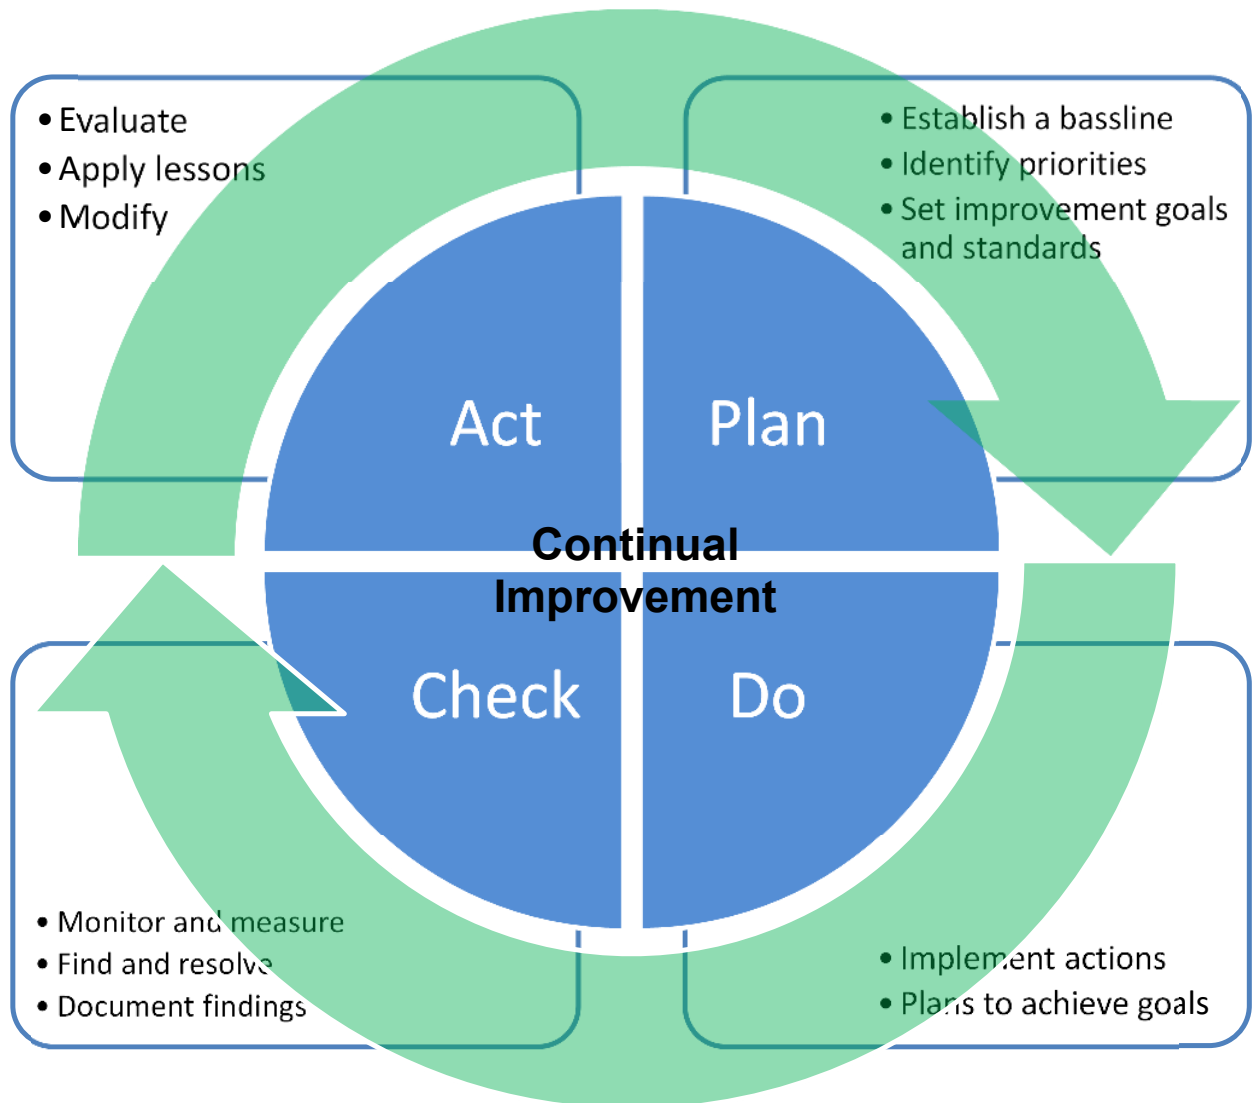 • Evaluate
• Apply lessons
• Modify
• Establish a bassline
• Identify priorities
• Set improvement goals
and standards
Act
Plan
Continual
Improvement
Check
Do
• Monitor and measure
• Find and resolve
• Document findings
• Implement actions
• Plans to achieve goals